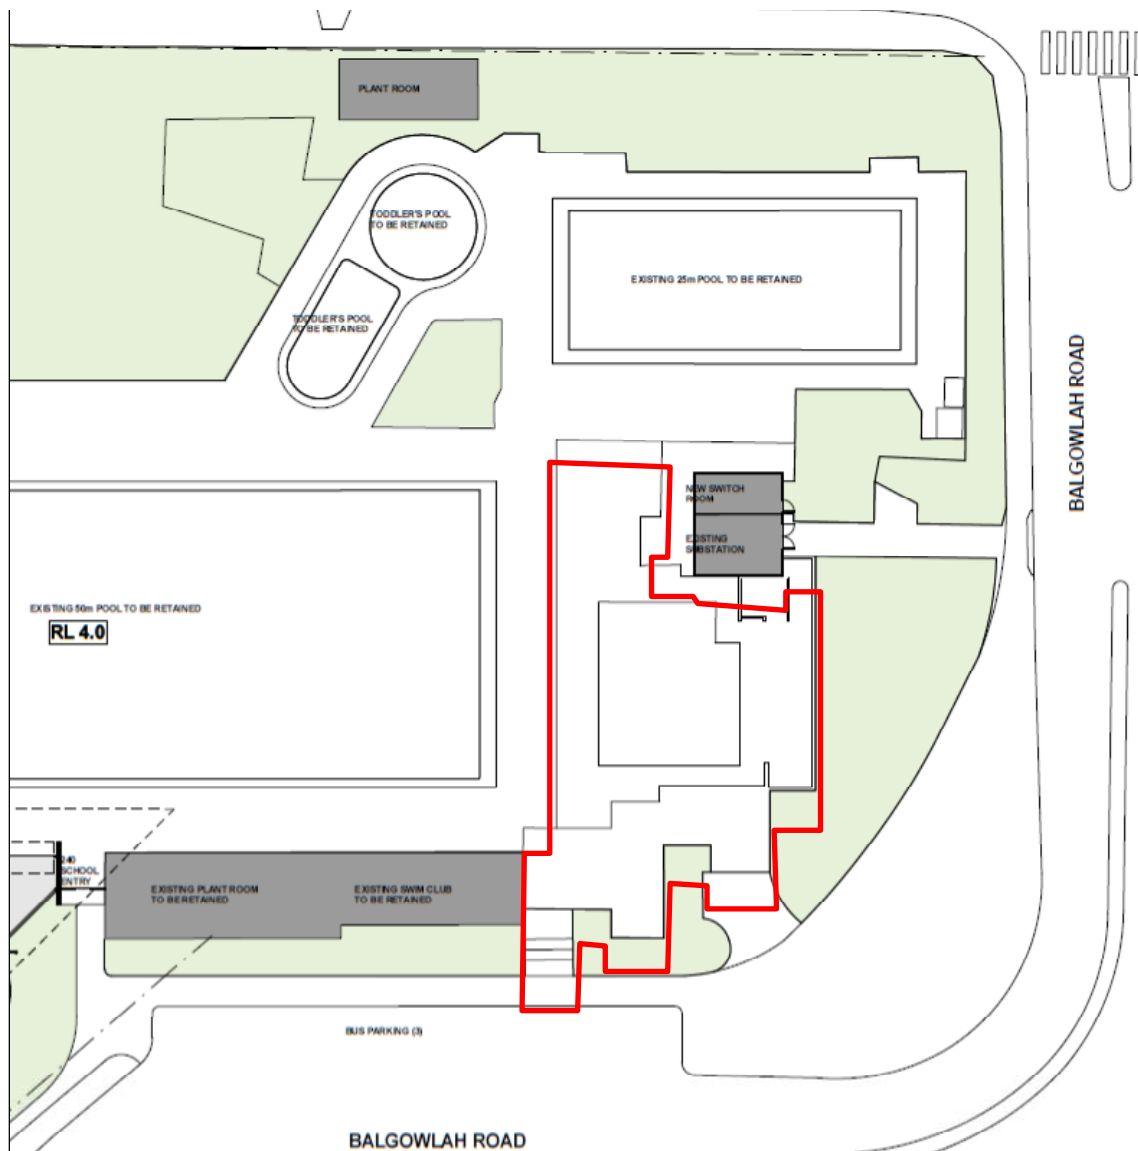 PLANT ROOM
TODDLER'S POOL
TO BE RETAINED
EXISTING 25m POOL TO BE RETAINED
TODDLER'S POOL
TO BE RETAINED
BALGOWLAH ROAD
NEW SWITCH
ROOM
EXISTING
SUBSTATION
EXISTING 50m POOL TO BE RETAINED
RL 4.0
240
SCHOOL
ENTRY
EXISTING PLANT ROOM
TO BE RETAINED
EXISTING SWIM CLUB
TO BE RETAINED
BUS PARKING (3)
BALGOWLAH ROAD